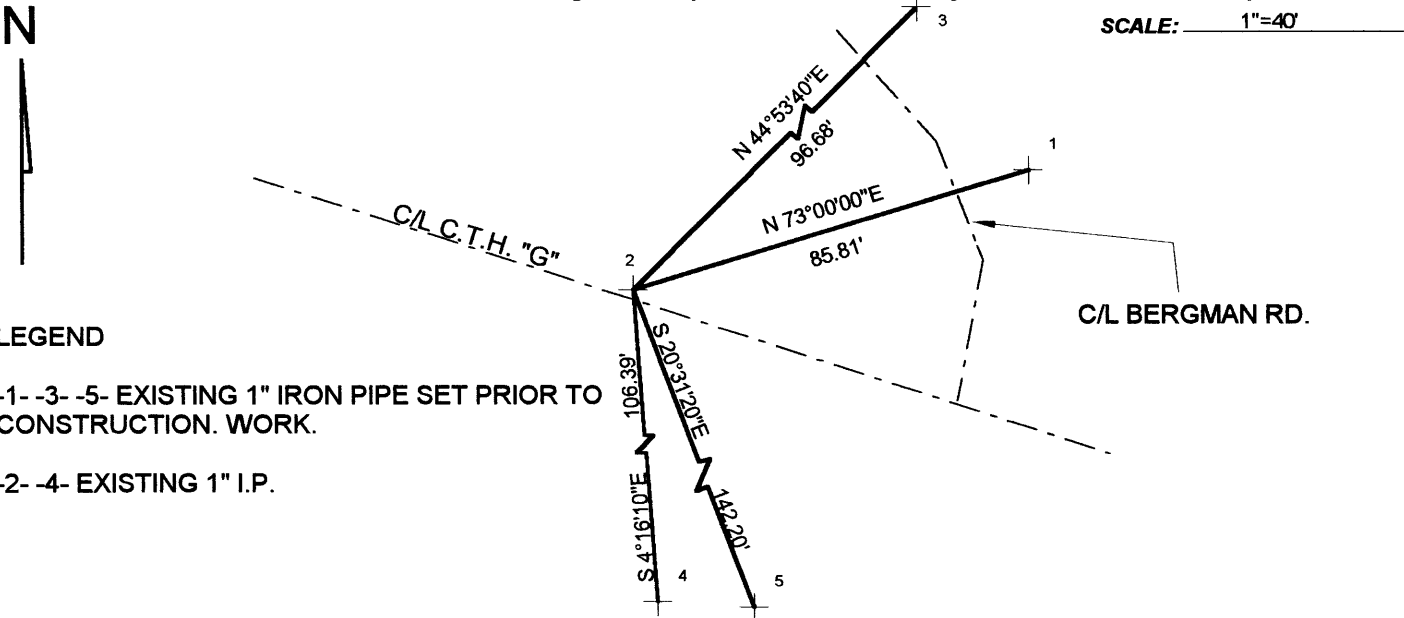 N
SCALE: 1"=40'
3
N 44°53'40"E
96.68'
1
N 73°00'00"E
85.81'
C/L C.T.H. "G"
2
C/L BERGMAN RD.
LEGEND
-1- -3- -5- EXISTING 1" IRON PIPE SET PRIOR TO
CONSTRUCTION. WORK.
-2- -4- EXISTING 1" I.P.
106.39'
S 4°16'10"E
S 20°31'20"E
142.20'
4
5